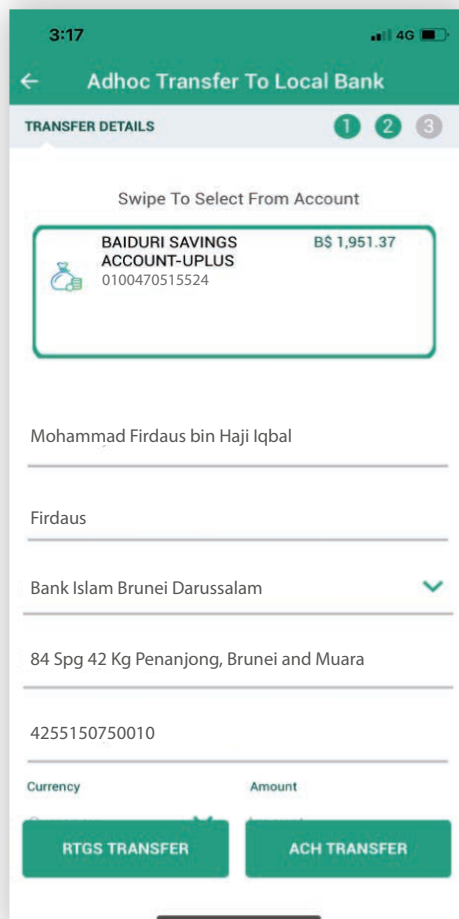 3:17
4G
Adhoc Transfer To Local Bank
TRANSFER DETAILS
1 2 3
Swipe To Select From Account
BAIDURI SAVINGS B$ 1,951.37
ACCOUNT-UPLUS
0100470515524
Mohammad Firdaus bin Haji Iqbal
Firdaus
Bank Islam Brunei Darussalam
84 Spg 42 Kg Penanjong, Brunei and Muara
4255150750010
Currency Amount
RTGS TRANSFER ACH TRANSFER